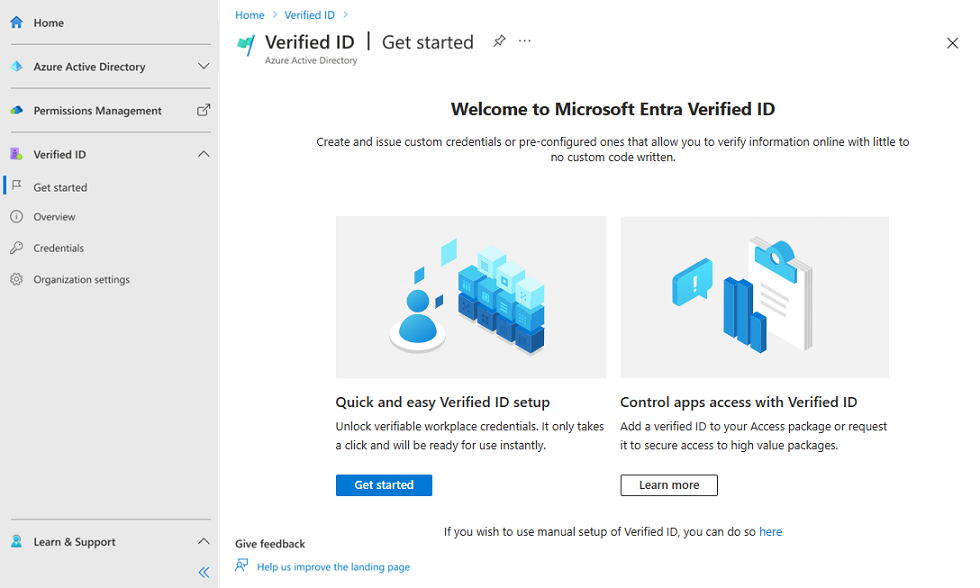 Home
Azure Active Directory
Permissions Management
Verified ID
Get started
Overview
Credentials
Organization settings
Learn & Support
Home > Verified ID >
Verified ID | Get started
Azure Active Directory
Welcome to Microsoft Entra Verified ID
Create and issue custom credentials or pre-configured ones that allow you to verify information online with little to
no custom code written.
Quick and easy Verified ID setup
Unlock verifiable workplace credentials. It only takes
a click and will be ready for use instantly.
Get started
Control apps access with Verified ID
Add a verified ID to your Access package or request
it to secure access to high value packages.
Learn more
If you wish to use manual setup of Verified ID, you can do so here
Give feedback
Help us improve the landing page